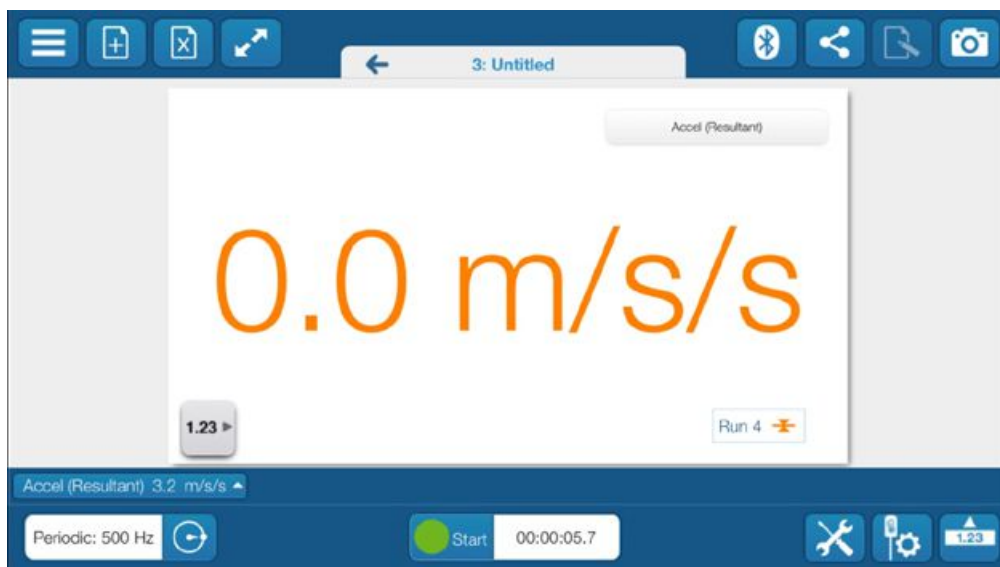 3: Untitled
Accel (Resultant)
0.0 m/s/s
1.23
Run 4
Accel (Resultant) 3.2 m/s/s
Periodic: 500 Hz
Start
00:00:05.7
1.23